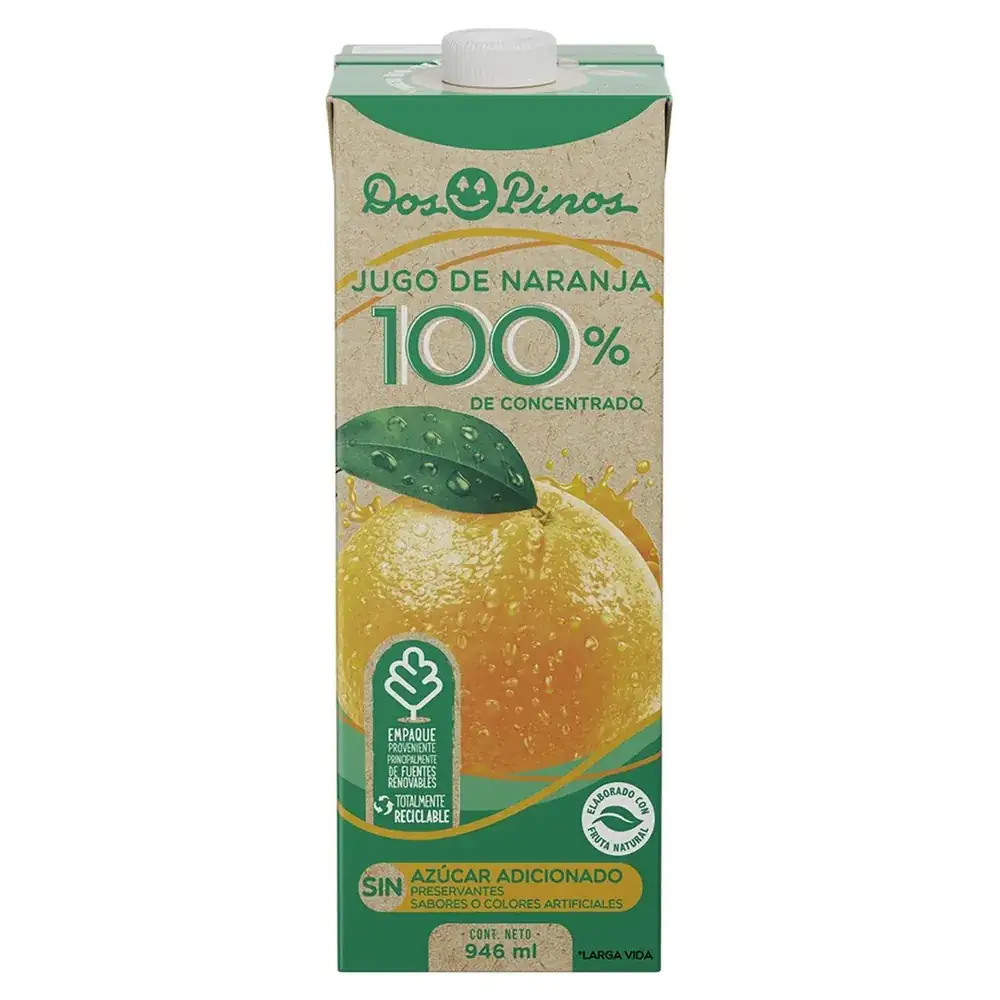 Dos Pinos
JUGO DE NARANJA
100%
DE CONCENTRADO
EMPAQUE
PROVENIENTE
PRINCIPALMENTE
DE FUENTES
RENOVABLES
TOTALMENTE
RECICLABLE
ELABORADO CON
FRUTA NATURAL
SIN AZÚCAR ADICIONADO
PRESERVANTES
SABORES O COLORES ARTIFICIALES
- CONT. NETO -
946 ml
*LARGA VIDA